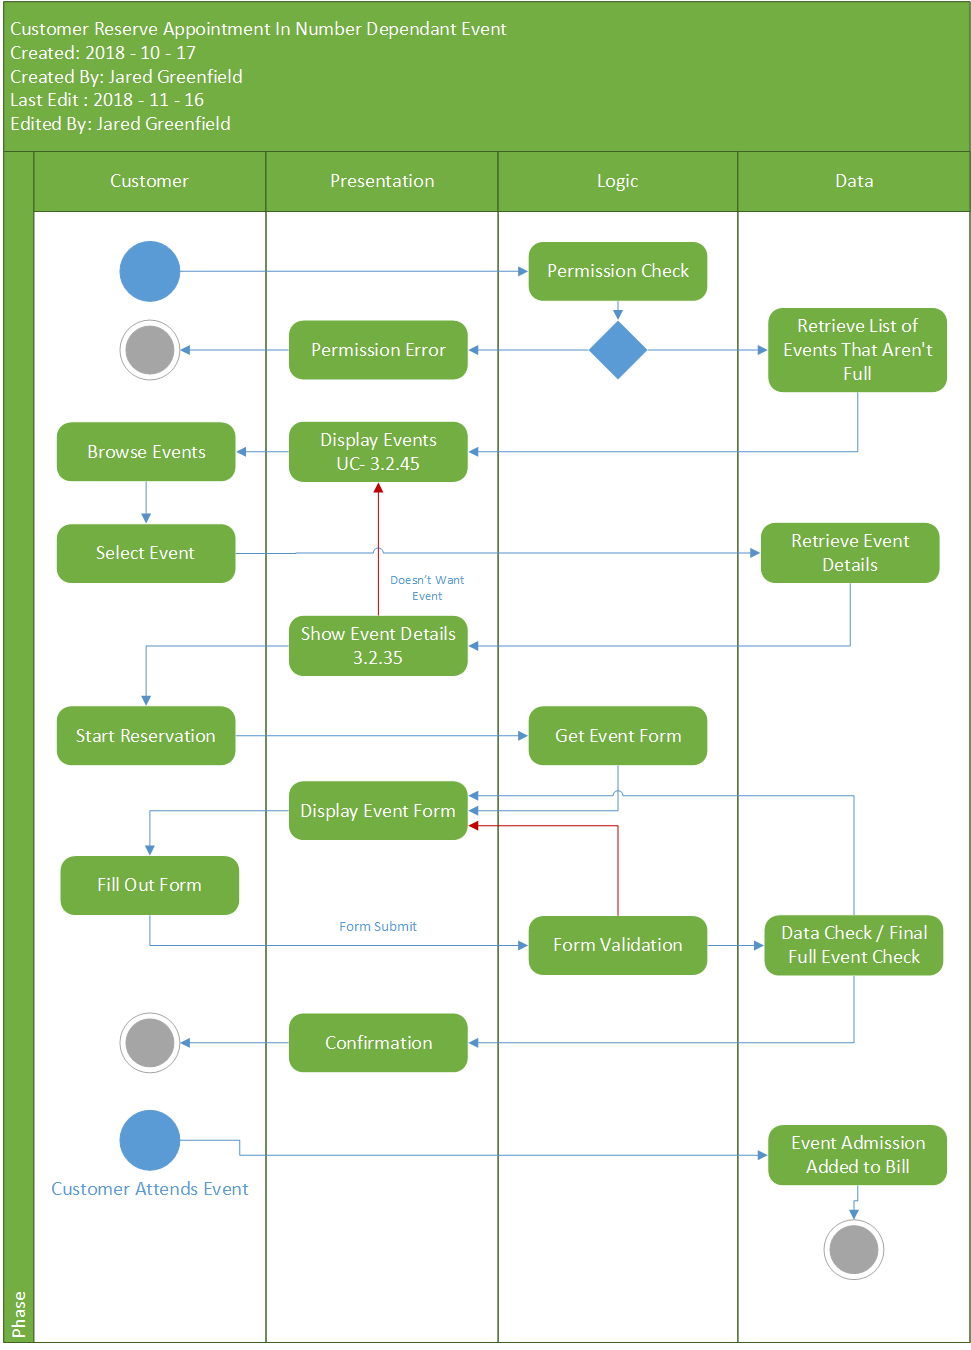 Customer Reserve Appointment In Number Dependant Event
Created: 2018 - 10 - 17
Created By: Jared Greenfield
Last Edit : 2018 - 11 - 16
Edited By: Jared Greenfield
Customer
Presentation
Logic
Data
Permission Check
Permission Error
Retrieve List of
Events That Aren't
Full
Browse Events
Display Events
UC- 3.2.45
Select Event
Retrieve Event
Details
Doesn't Want
Event
Show Event Details
3.2.35
Start Reservation
Get Event Form
Display Event Form
Fill Out Form
Form Submit
Form Validation
Data Check / Final
Full Event Check
Confirmation
Customer Attends Event
Event Admission
Added to Bill
Phase